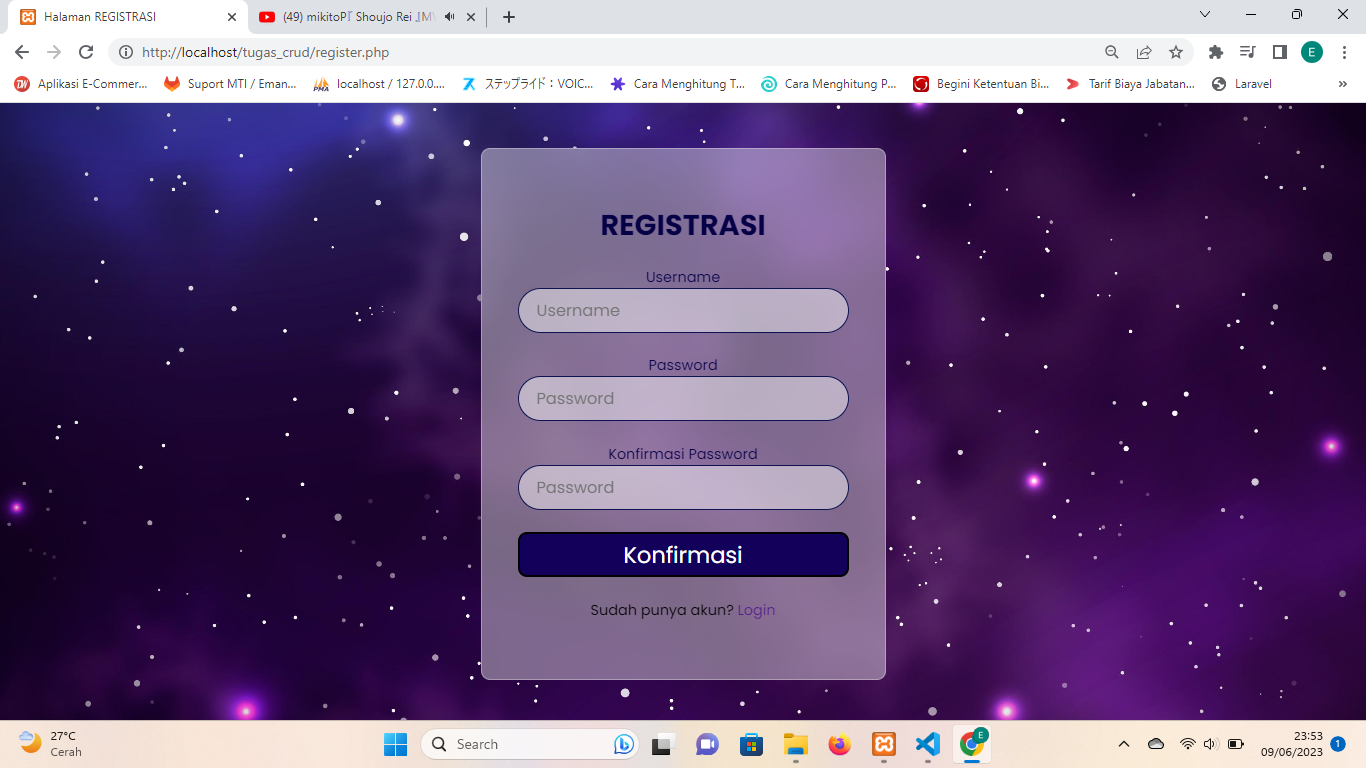 Halaman REGISTRASI
(49) mikitoP『 Shoujo Rei 』M
http://localhost/tugas_crud/register.php
E
Aplikasi E-Commer...
Suport MTI / Eman...
PMA
localhost / 127.0.0....
ステップライド：VOIC...
Cara Menghitung T...
Cara Menghitung P...
Begini Ketentuan Bi...
Tarif Biaya Jabatan...
Laravel
»
REGISTRASI
Username
Username
Password
Password
Konfirmasi Password
Password
Konfirmasi
Sudah punya akun? Login
27°C
Cerah
Search
E
23:53
09/06/2023
1